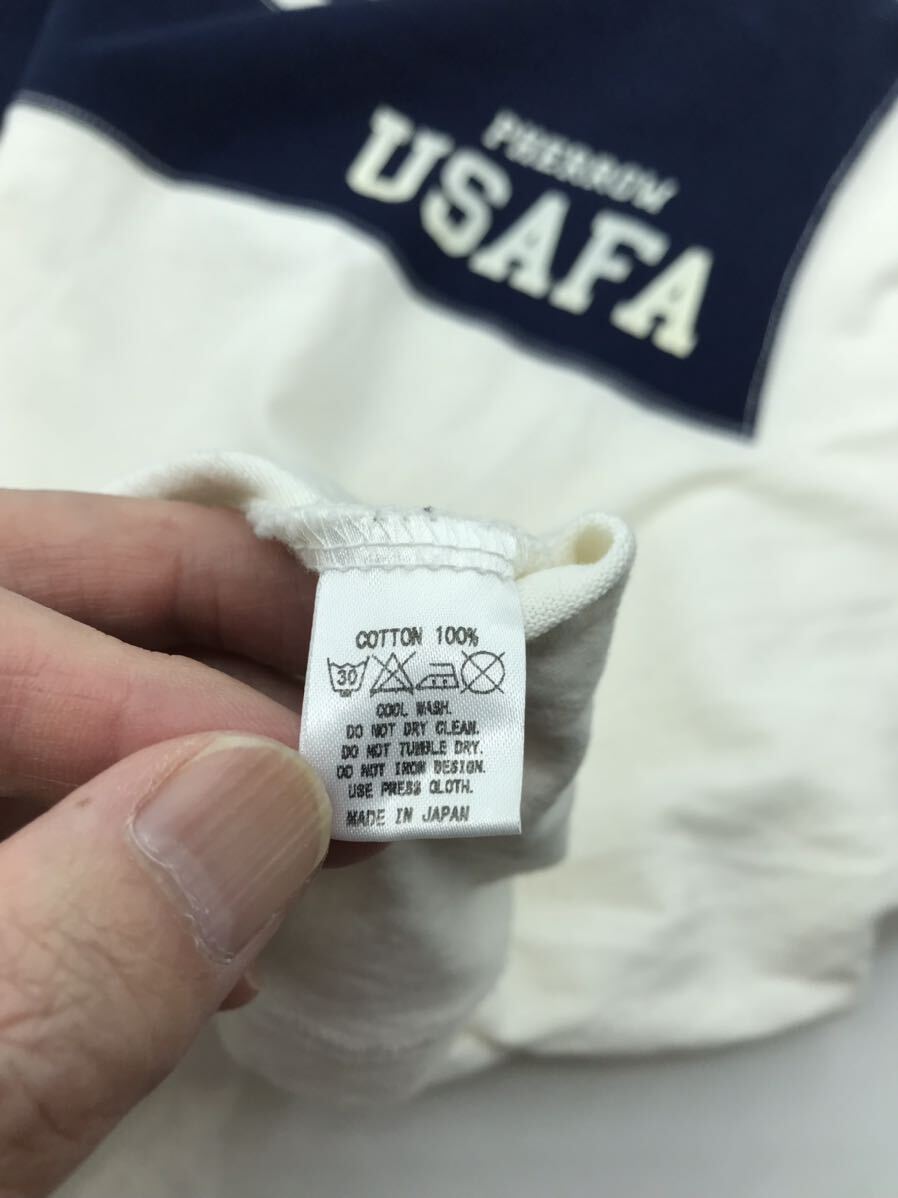 PHERROW
USAFA
COTTON 100%
30
COOL WASH.
DO NOT DRY CLEAN.
DO NOT TUMBLE DRY.
DO NOT IRON DESIGN.
USE PRESS CLOTH.
MADE IN JAPAN